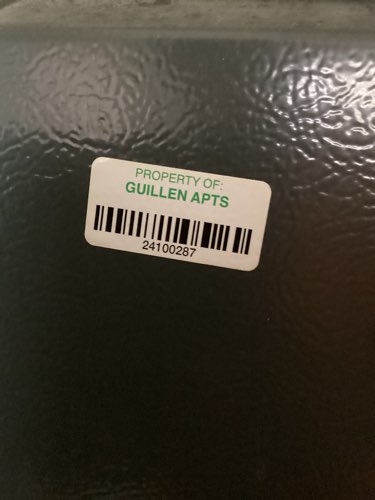 PROPERTY OF:
GUILLEN APTS
24100287